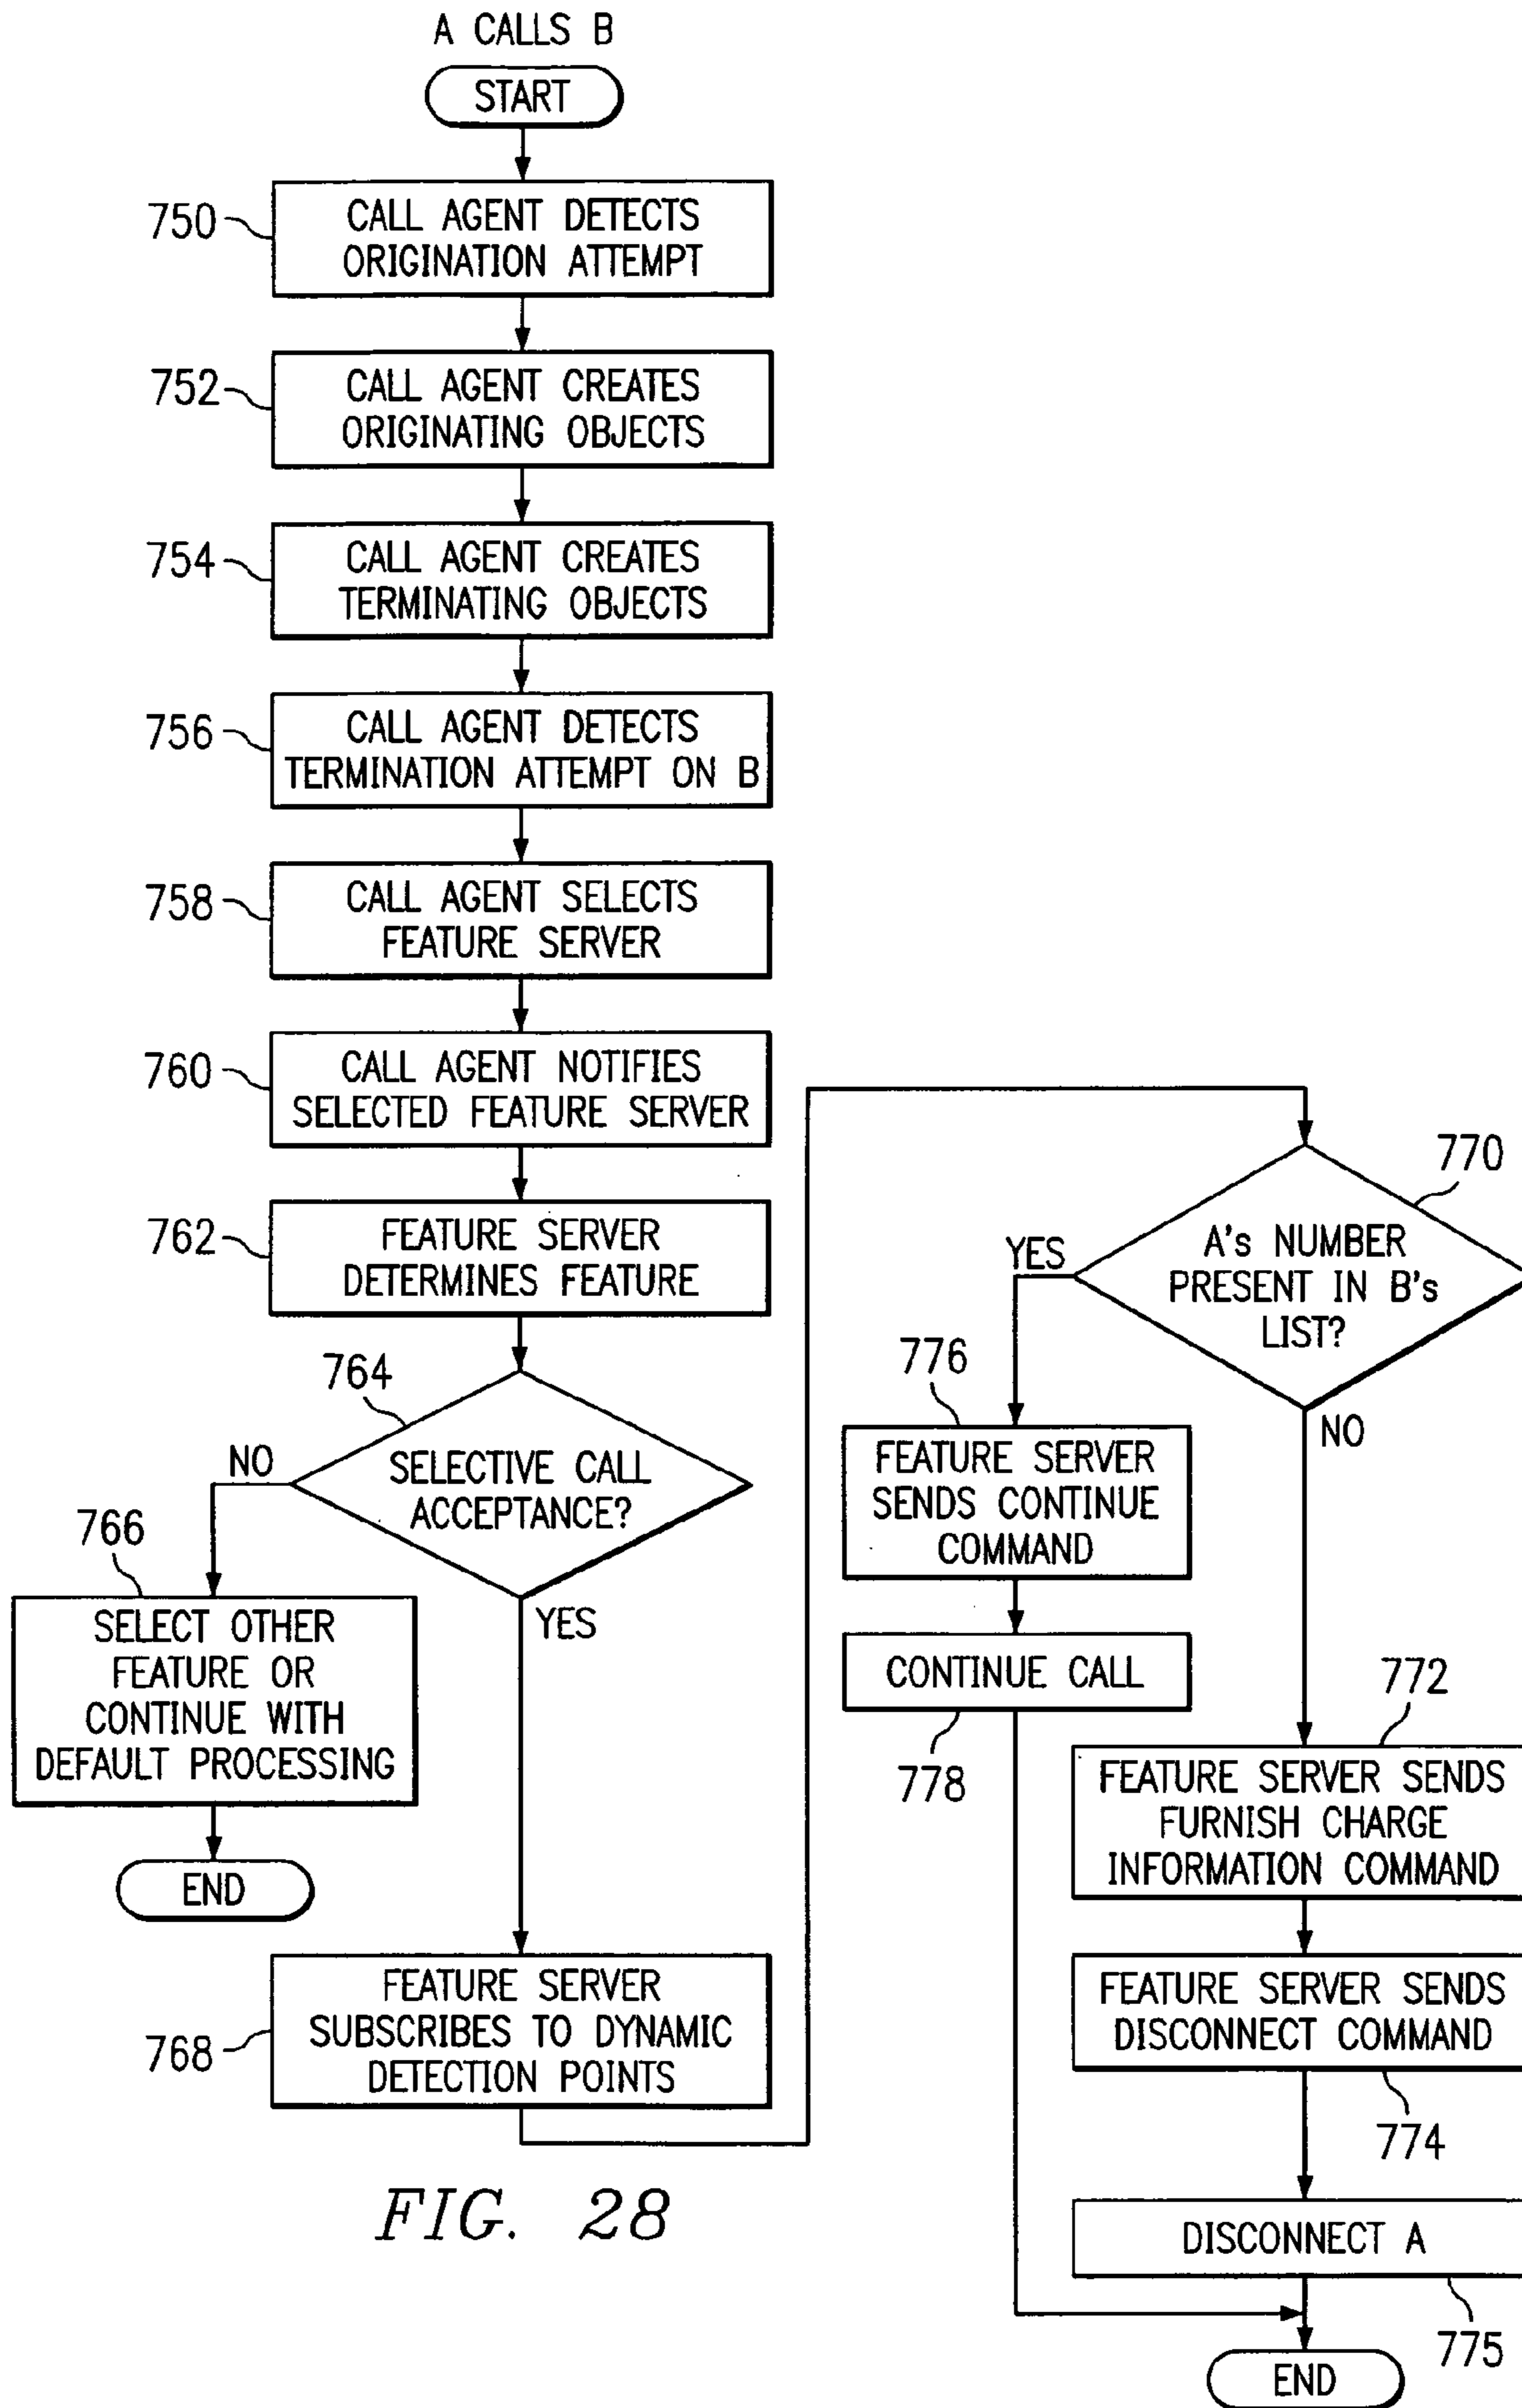 A CALLS B
START
750
CALL AGENT DETECTS
ORIGINATION ATTEMPT
752
CALL AGENT CREATES
ORIGINATING OBJECTS
754
CALL AGENT CREATES
TERMINATING OBJECTS
756
CALL AGENT DETECTS
TERMINATION ATTEMPT ON B
758
CALL AGENT SELECTS
FEATURE SERVER
760
CALL AGENT NOTIFIES
SELECTED FEATURE SERVER
762
FEATURE SERVER
DETERMINES FEATURE
764
SELECTIVE CALL
ACCEPTANCE?
NO
766
SELECT OTHER
FEATURE OR
CONTINUE WITH
DEFAULT PROCESSING
END
YES
768
FEATURE SERVER
SUBSCRIBES TO DYNAMIC
DETECTION POINTS
770
A's NUMBER
PRESENT IN B's
LIST?
YES
776
FEATURE SERVER
SENDS CONTINUE
COMMAND
CONTINUE CALL
778
NO
772
FEATURE SERVER SENDS
FURNISH CHARGE
INFORMATION COMMAND
FEATURE SERVER SENDS
DISCONNECT COMMAND
774
DISCONNECT A
775
END
FIG. 28